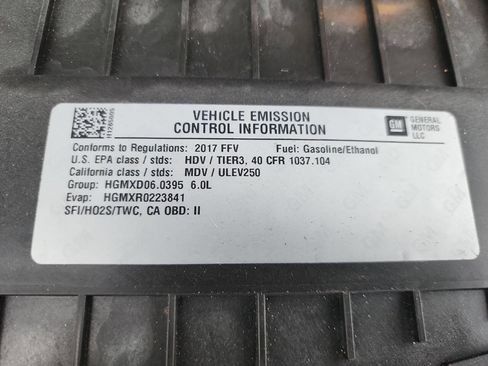 VEHICLE EMISSION
CONTROL INFORMATION
GM GENERAL
MOTORS
LLC
Conforms to Regulations: 2017 FFV Fuel: Gasoline/Ethanol
U.S. EPA class / stds: HDV / TIER3, 40 CFR 1037.104
California class / stds: MDV / ULEV250
Group: HGMXD06.0395 6.0L
Evap: HGMXR0223841
SFI/HO2S/TWC, CA OBD: II